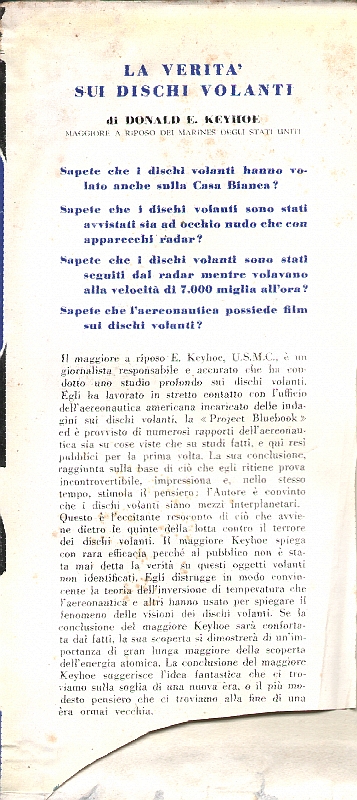 LA VERITA'
SUI DISCHI VOLANTI
di DONALD E. KEYHOE
MAGGIORE A RIPOSO DEI MARINES DEGLI STATI UNITI
Sapete che i dischi volanti hanno vo-
lato anche sulla Casa Bianca?
Sapete che i dischi volanti sono stati
avvistati sia ad occhio nudo che con
apparecchi radar?
Sapete che i dischi volanti sono stati
seguiti dal radar mentre volavano
alla velocità di 7.000 miglia all'ora?
Sapete che l'aereonautica possiede film
sui dischi volanti?
Il maggiore a riposo E. Keyhoe, U.S.M.C., è un
giornalista responsabile e accurato che ha con-
dotto uno studio profondo sui dischi volanti.
Egli ha lavorato in stretto contatto con l'ufficio
dell'aereonautica americana incaricato delle inda-
gini sui dischi volanti, la «Project Bluebook»
ed è provvisto di numerosi rapporti dell'aereonau-
tica sia su cose viste che su studi fatti, e qui resi
pubblici per la prima volta. La sua conclusione,
raggiunta sulla base di ciò che egli ritiene prova
incontrovertibile, impressiona e, nello stesso
tempo, stimola il pensiero: l'Autore è convinto
che i dischi volanti siano mezzi interplanetari.
Questo è l'eccitante resoconto di ciò che avvie-
ne dietro le quinte della lotta contro il terrore
dei dischi volanti. Il maggiore Keyhoe spiega
con rara efficacia perché al pubblico non è sta-
ta mai detta la verità su questi oggetti volanti
non identificati. Egli distrugge in modo convin-
cente la teoria dell'inversione di temperatura che
l'aereonautica e altri hanno usato per spiegare il
fenomeno delle visioni dei dischi volanti. Se la
conclusione del maggiore Keyhoe sarà conforta-
ta dai fatti, la sua scoperta si dimostrerà di un'im-
portanza di gran lunga maggiore della scoperta
dell'energia atomica. La conclusione del maggiore
Keyhoe suggerisce l'idea fantastica che ci tro-
viamo sulla soglia di una nuova èra, o il più mo-
desto pensiero che ci troviamo alla fine di una
èra ormai vecchia.